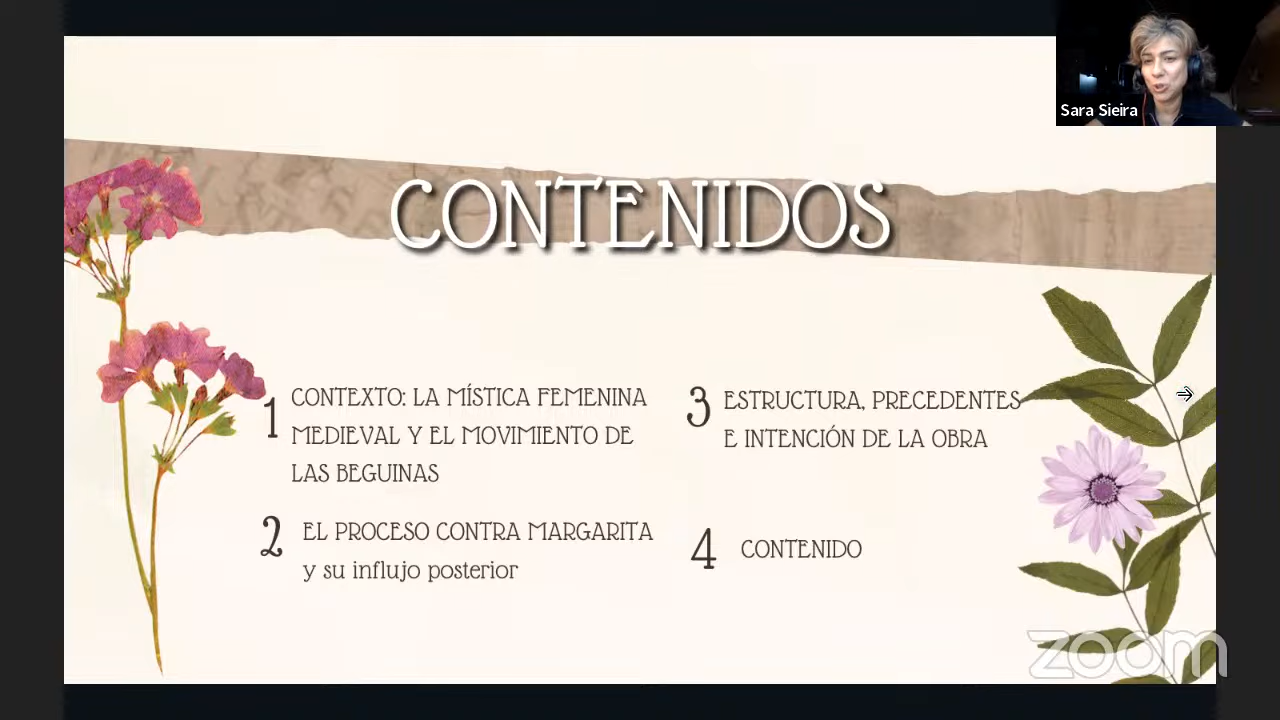 Sara Sieira
CONTENIDOS
1 CONTEXTO: LA MÍSTICA FEMENINA
MEDIEVAL Y EL MOVIMIENTO DE
LAS BEGUINAS
2 EL PROCESO CONTRA MARGARITA
y su influjo posterior
3 ESTRUCTURA, PRECEDENTES
E INTENCIÓN DE LA OBRA
4 CONTENIDO
zoom